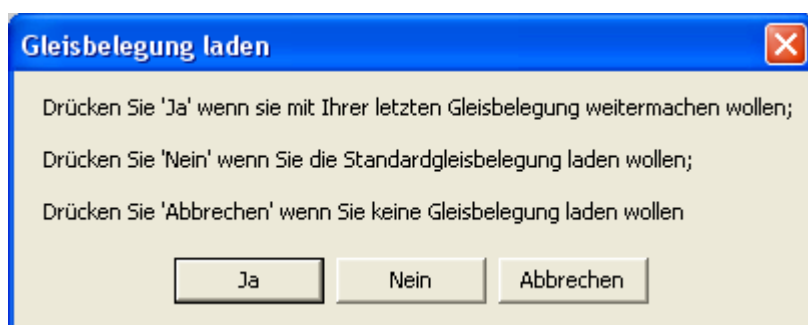 Gleisbelegung laden
Drücken Sie 'Ja' wenn sie mit Ihrer letzten Gleisbelegung weitermachen wollen;
Drücken Sie 'Nein' wenn Sie die Standardgleisbelegung laden wollen;
Drücken Sie 'Abbrechen' wenn Sie keine Gleisbelegung laden wollen
Ja Nein Abbrechen